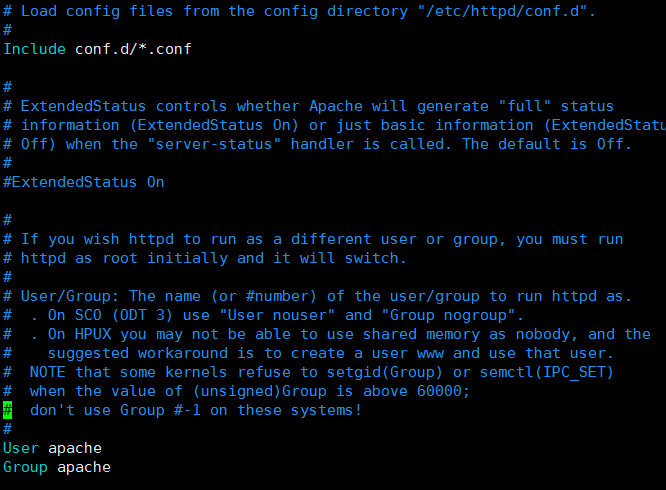 # Load config files from the config directory "/etc/httpd/conf.d".
#
Include conf.d/*.conf
#
# ExtendedStatus controls whether Apache will generate "full" status
# information (ExtendedStatus On) or just basic information (ExtendedStatu
# Off) when the "server-status" handler is called. The default is Off.
#
#ExtendedStatus On
#
# If you wish httpd to run as a different user or group, you must run
# httpd as root initially and it will switch.
#
# User/Group: The name (or #number) of the user/group to run httpd as.
#  . On SCO (ODT 3) use "User nouser" and "Group nogroup".
#  . On HPUX you may not be able to use shared memory as nobody, and the
#    suggested workaround is to create a user www and use that user.
#  NOTE that some kernels refuse to setgid(Group) or semctl(IPC_SET)
#  when the value of (unsigned)Group is above 60000;
#  don't use Group #-1 on these systems!
#
User apache
Group apache